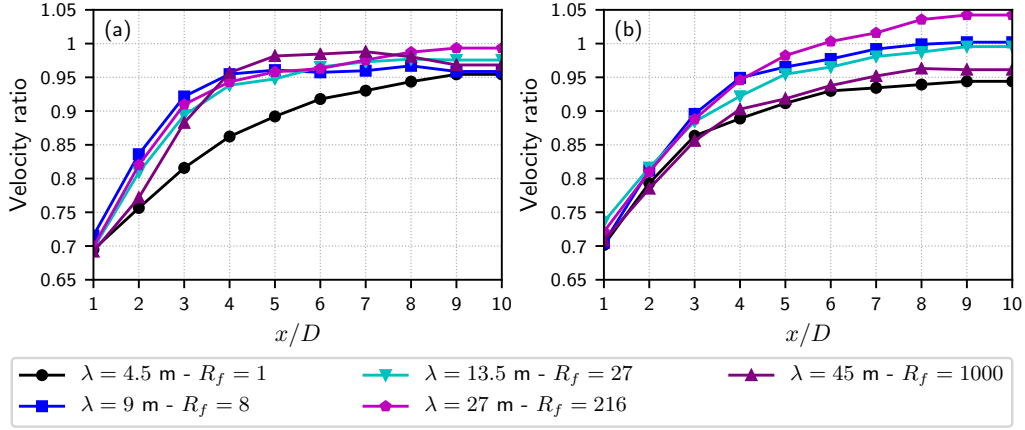 1.05
1
0.95
0.9
0.85
0.8
0.75
0.7
0.65
Velocity ratio
(a)
1 2 3 4 5 6 7 8 9 10
x/D
1.05
1
0.95
0.9
0.85
0.8
0.75
0.7
0.65
Velocity ratio
(b)
1 2 3 4 5 6 7 8 9 10
x/D
λ = 4.5 m - R_f = 1
λ = 9 m - R_f = 8
λ = 13.5 m - R_f = 27
λ = 27 m - R_f = 216
λ = 45 m - R_f = 1000